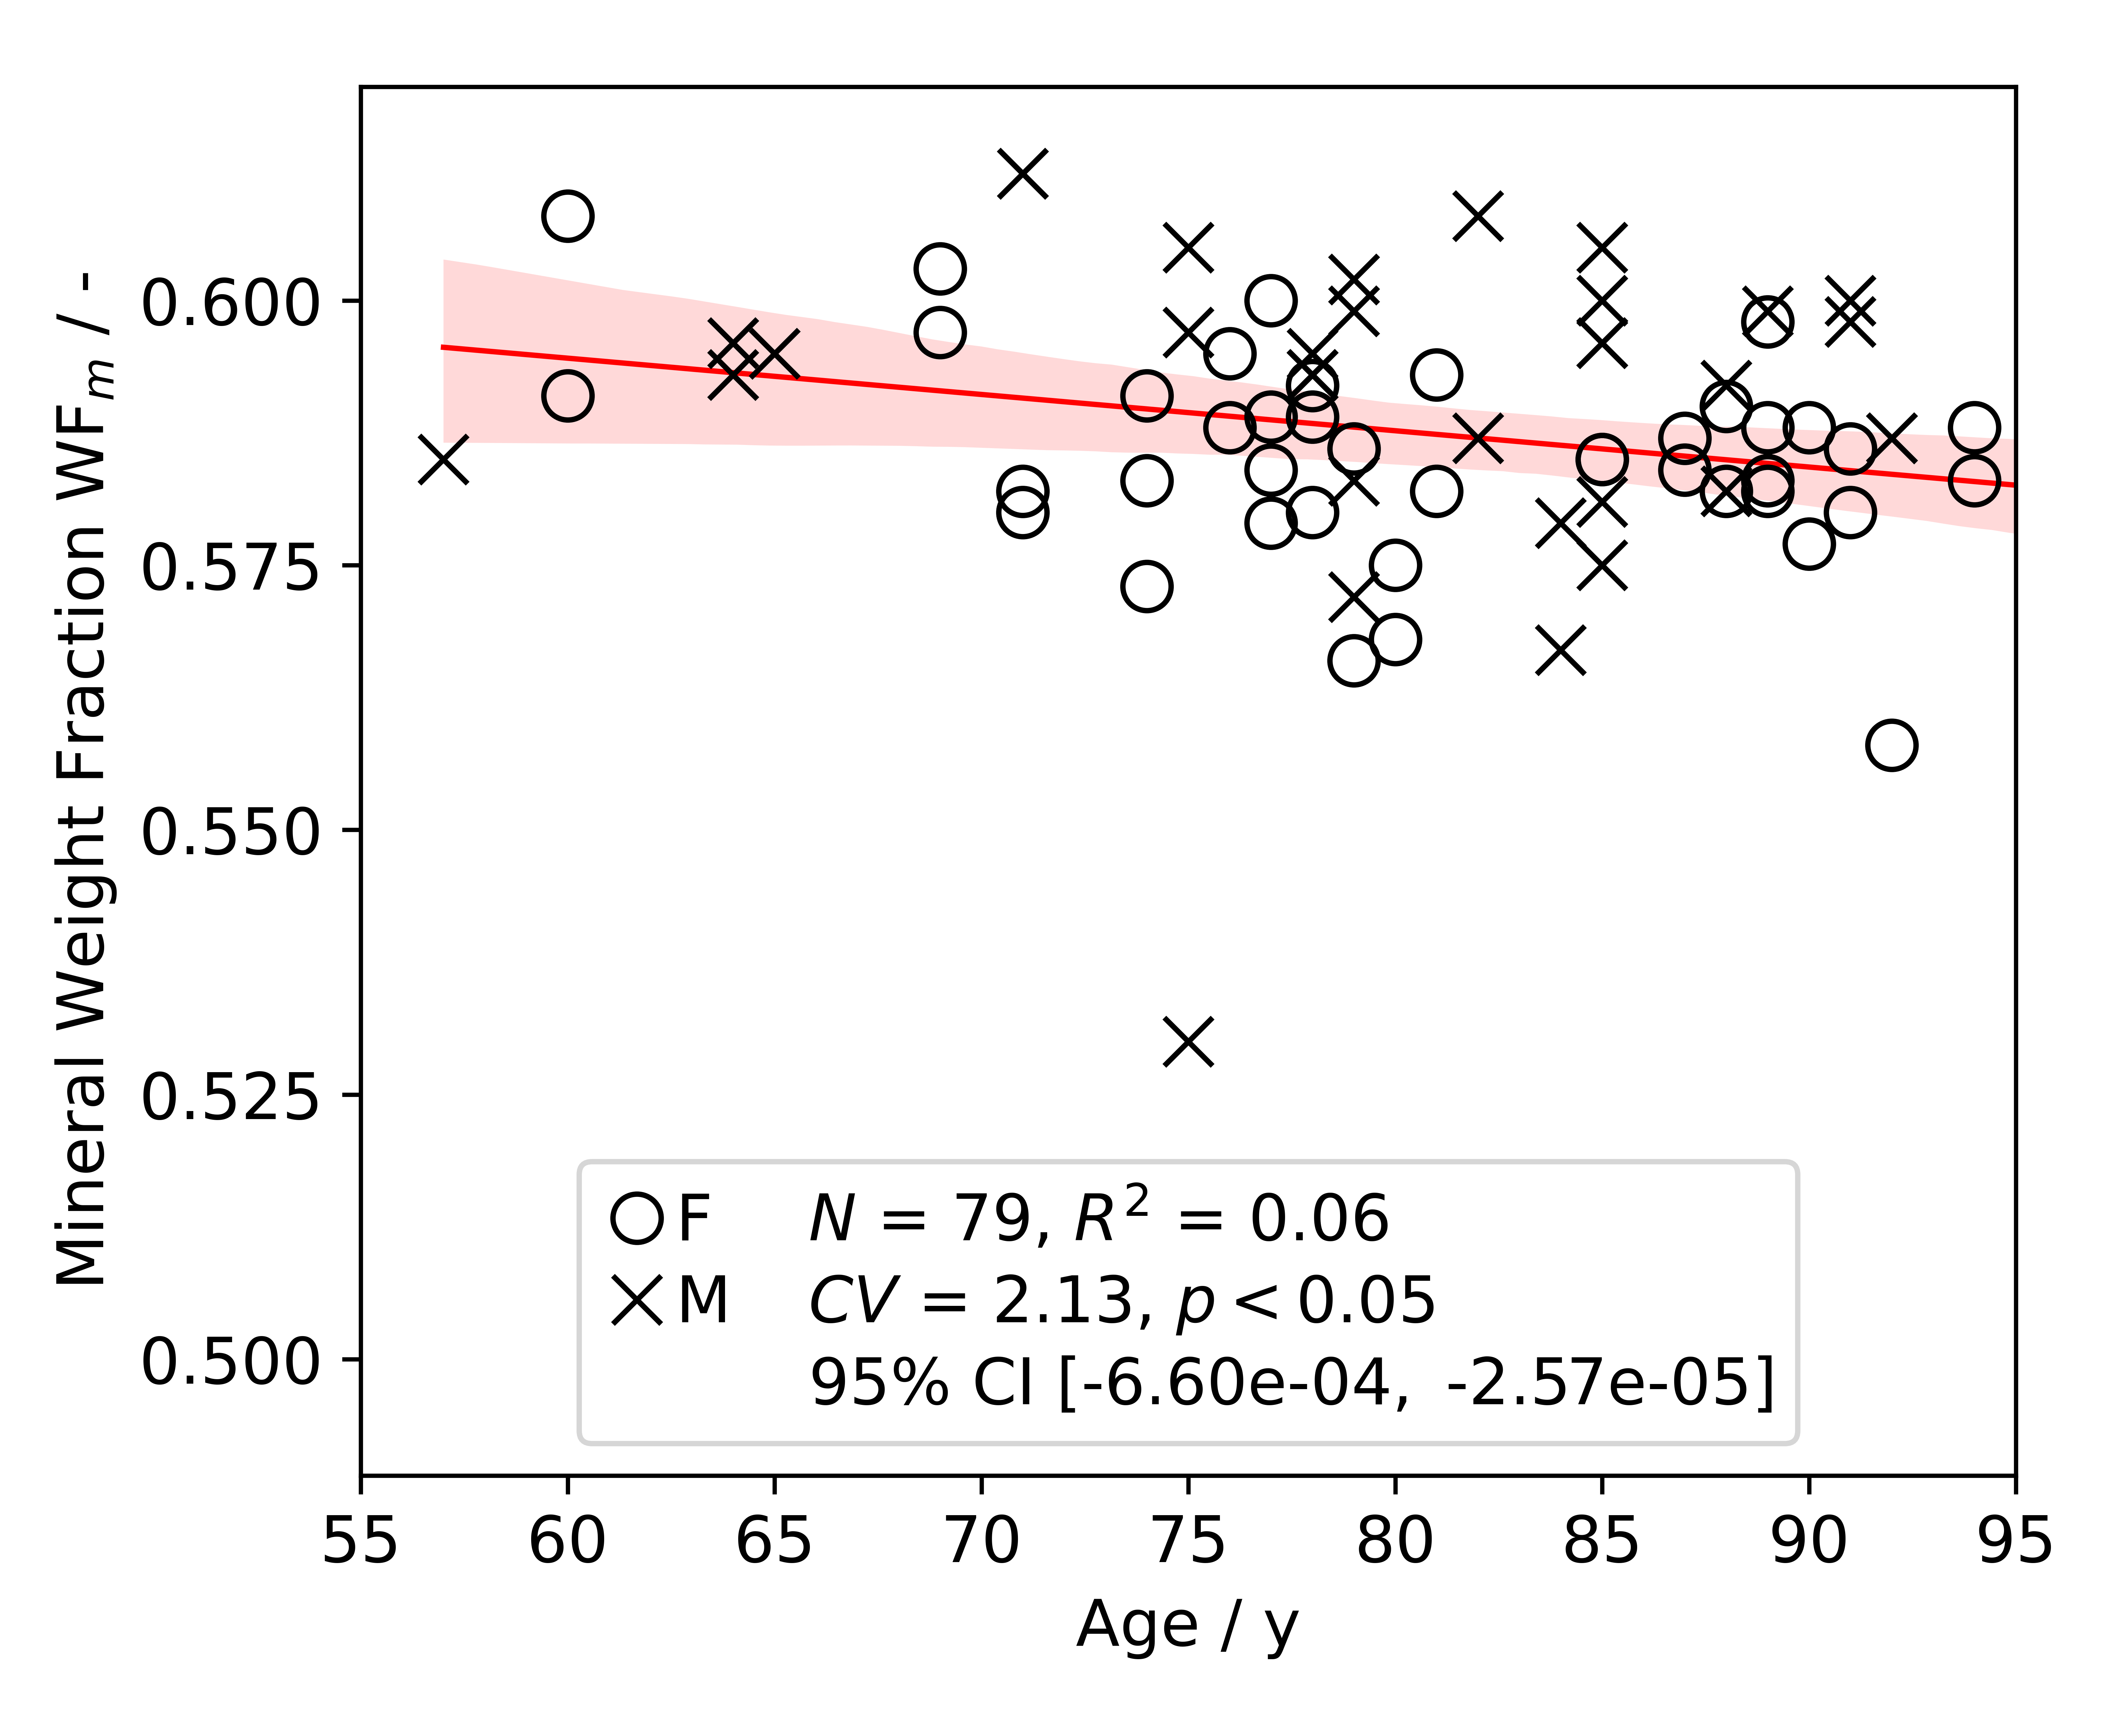 Mineral Weight Fraction WFm / -
0.600
0.575
0.550
0.525
0.500
F N = 79, R² = 0.06
M CV = 2.13, p < 0.05
95% CI [-6.60e-04, -2.57e-05]
55 60 65 70 75 80 85 90 95
Age / y